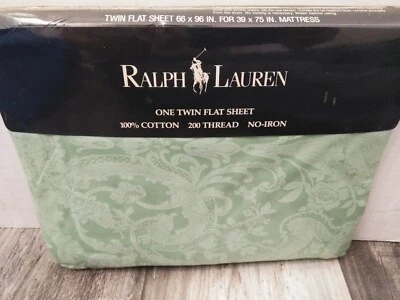 TWIN FLAT SHEET 66 x 96 IN. FOR 39 x 75 IN. MATTRESS
RALPH LAUREN
ONE TWIN FLAT SHEET
100% COTTON 200 THREAD NO-IRON